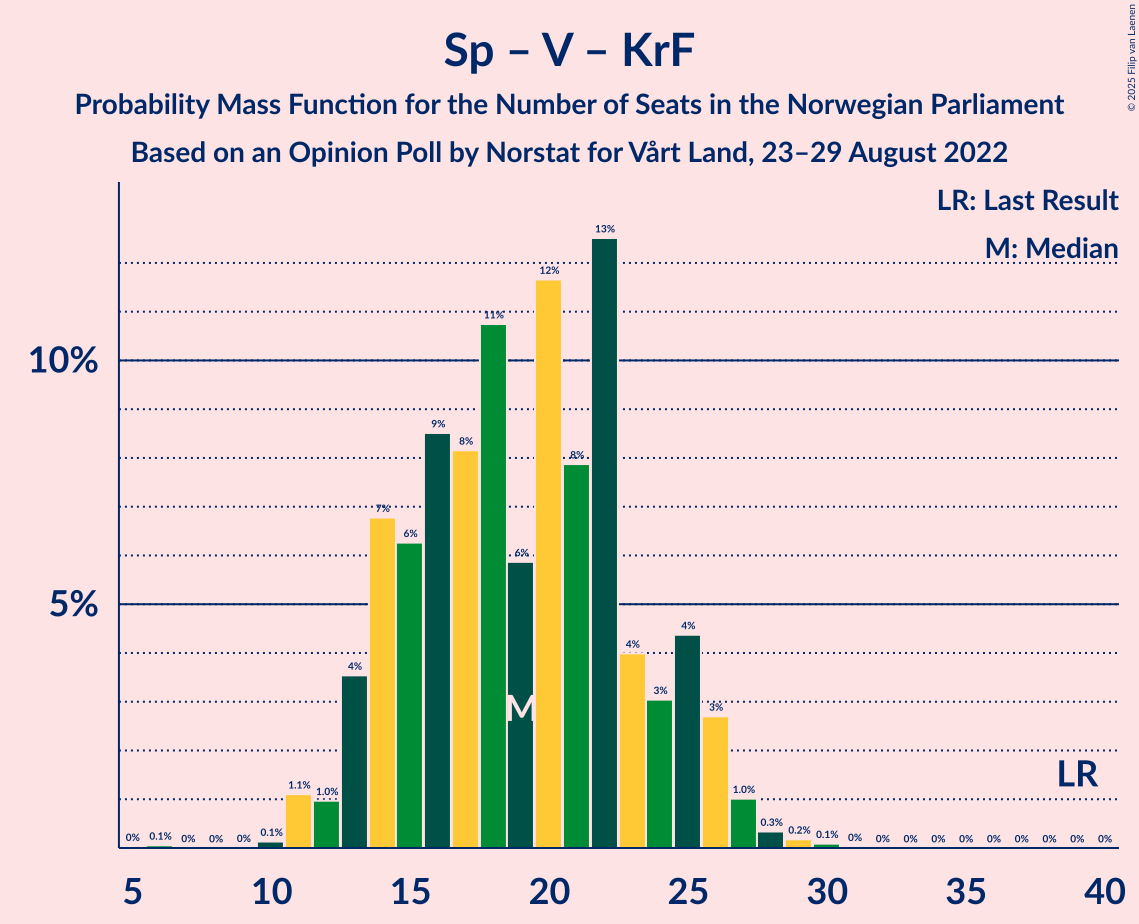 Sp – V – KrF
Probability Mass Function for the Number of Seats in the Norwegian Parliament
Based on an Opinion Poll by Norstat for Vårt Land, 23–29 August 2022
© 2025 Filip van Laenen
LR: Last Result
M: Median
13%
12%
11%
10%
9%
8%
8%
7%
6%
6%
5%
4%
4%
4%
3%
3%
M
LR
1.1%
1.0%
1.0%
0% 0.1% 0% 0% 0% 0.1% 0.3% 0.2% 0.1% 0% 0% 0% 0% 0% 0% 0% 0% 0% 0%
5 10 15 20 25 30 35 40